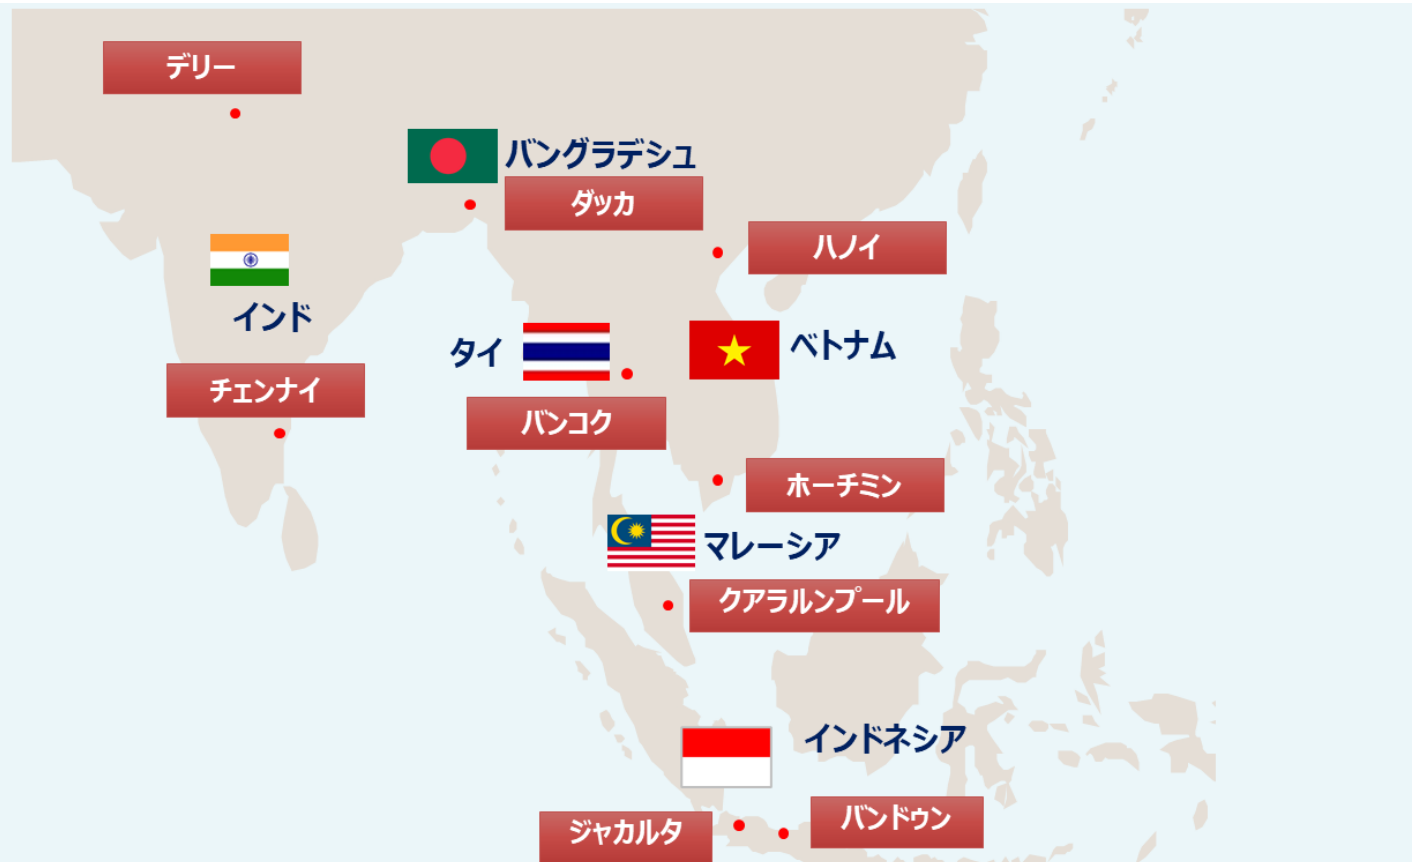 デリー
バングラデシュ
ダッカ
ハノイ
インド
タイ
ベトナム
チェンナイ
バンコク
ホーチミン
マレーシア
クアラルンプール
インドネシア
ジャカルタ
バンドゥン